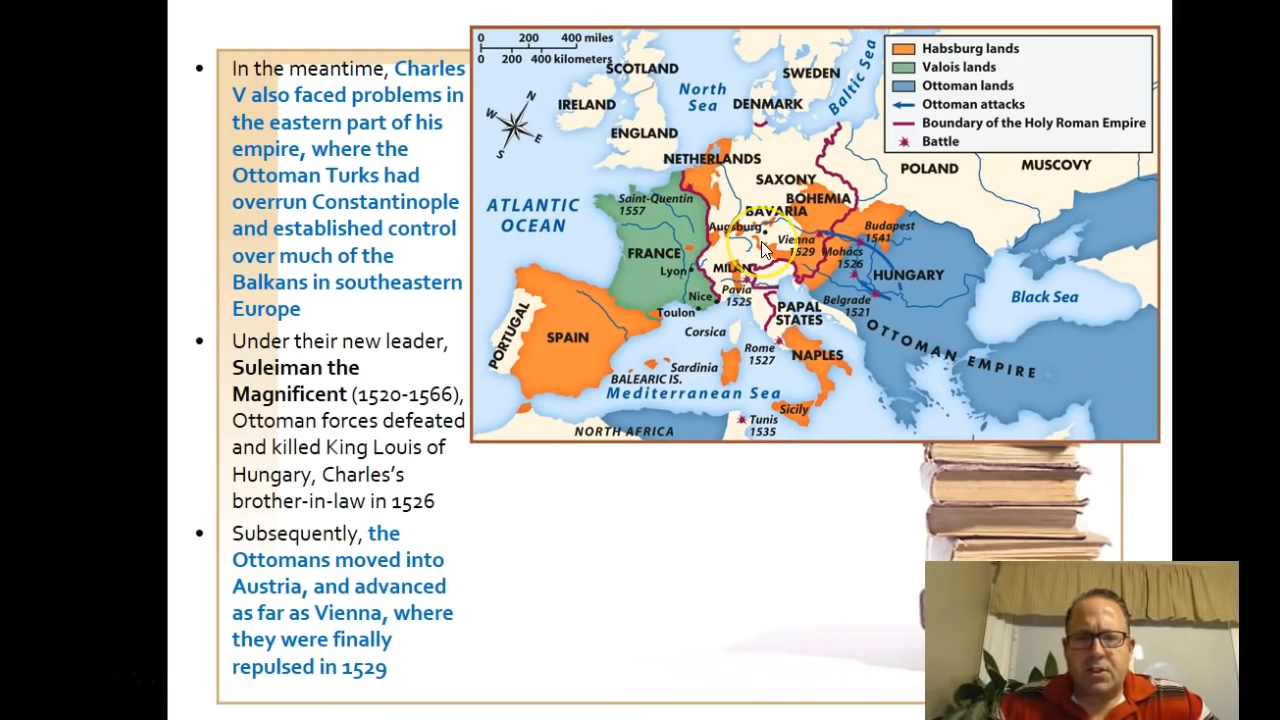 • In the meantime, Charles
V also faced problems in
the eastern part of his
empire, where the
Ottoman Turks had
overrun Constantinople
and established control
over much of the
Balkans in southeastern
Europe
• Under their new leader,
Suleiman the
Magnificent (1520-1566),
Ottoman forces defeated
and killed King Louis of
Hungary, Charles's
brother-in-law in 1526
• Subsequently, the
Ottomans moved into
Austria, and advanced
as far as Vienna, where
they were finally
repulsed in 1529
0 200 400 miles
0 200 400 kilometers
N
W
E
S
Habsburg lands
Valois lands
Ottoman lands
Ottoman attacks
Boundary of the Holy Roman Empire
Battle
SCOTLAND
IRELAND
ENGLAND
North
Sea
SWEDEN
DENMARK
Baltic Sea
NETHERLANDS
SAXONY
POLAND
MUSCOVY
BOHEMIA
BAVARIA
ATLANTIC
OCEAN
Saint-Quentin
1557
Augsburg
Vienna
1529
Budapest
1541
Mohács
1526
FRANCE
Lyon
MILAN
HUNGARY
Pavia
1525
Nice
Toulon
Belgrade
1521
Black Sea
PORTUGAL
SPAIN
Corsica
PAPAL
STATES
Rome
1527
NAPLES
OTTOMAN EMPIRE
Sardinia
BALEARIC IS.
Mediterranean Sea
Sicily
Tunis
1535
NORTH AFRICA